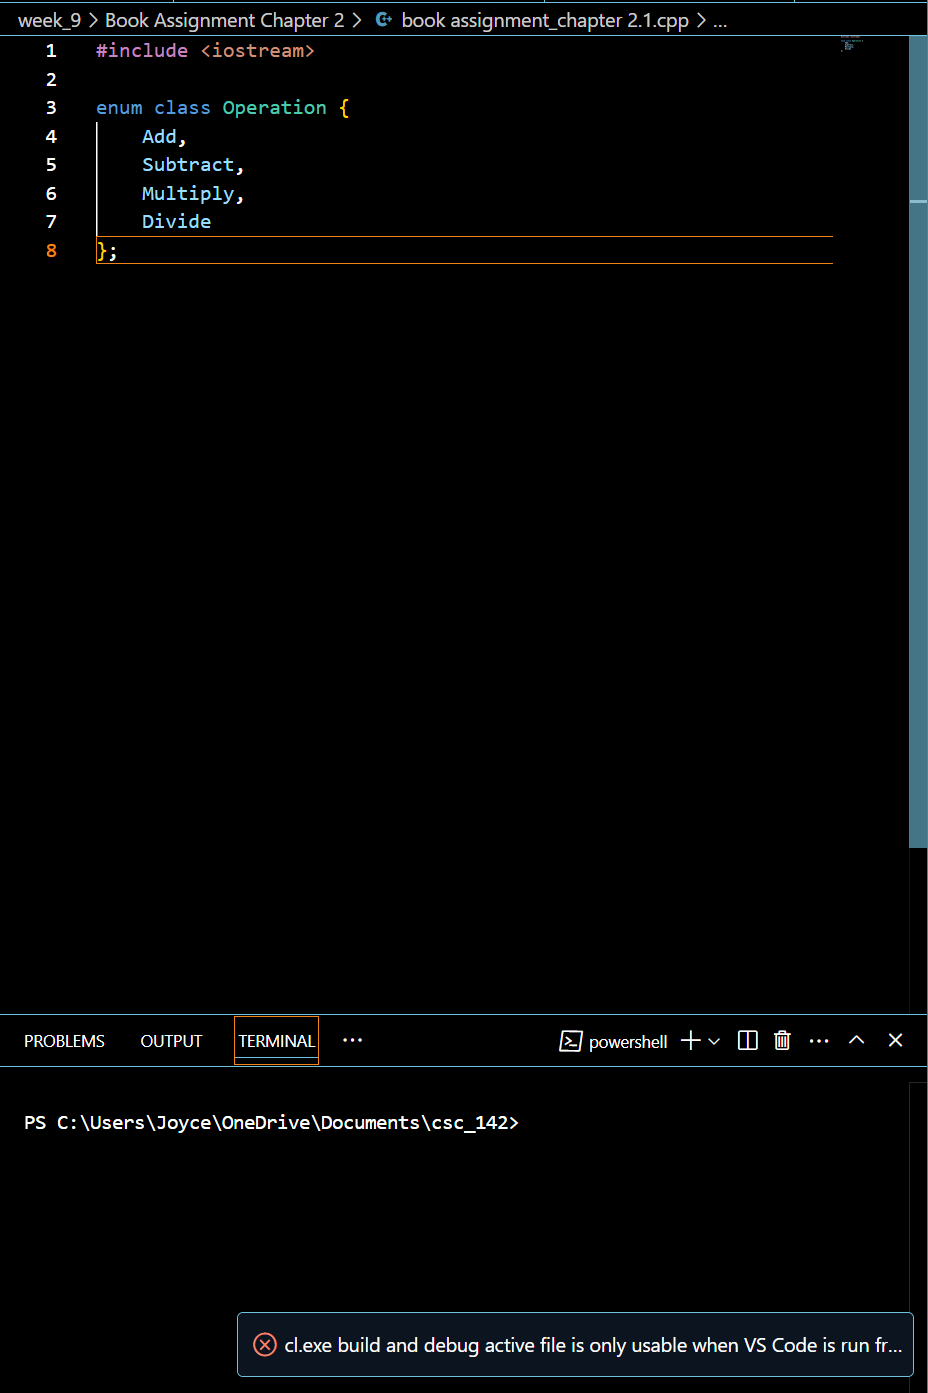 week_9 > Book Assignment Chapter 2 > C++ book assignment_chapter 2.1.cpp > ...
1 #include <iostream>
2
3 enum class Operation {
4 Add,
5 Subtract,
6 Multiply,
7 Divide
8 };
PROBLEMS OUTPUT TERMINAL ... powershell
PS C:\Users\Joyce\OneDrive\Documents\csc_142>
cl.exe build and debug active file is only usable when VS Code is run fr...